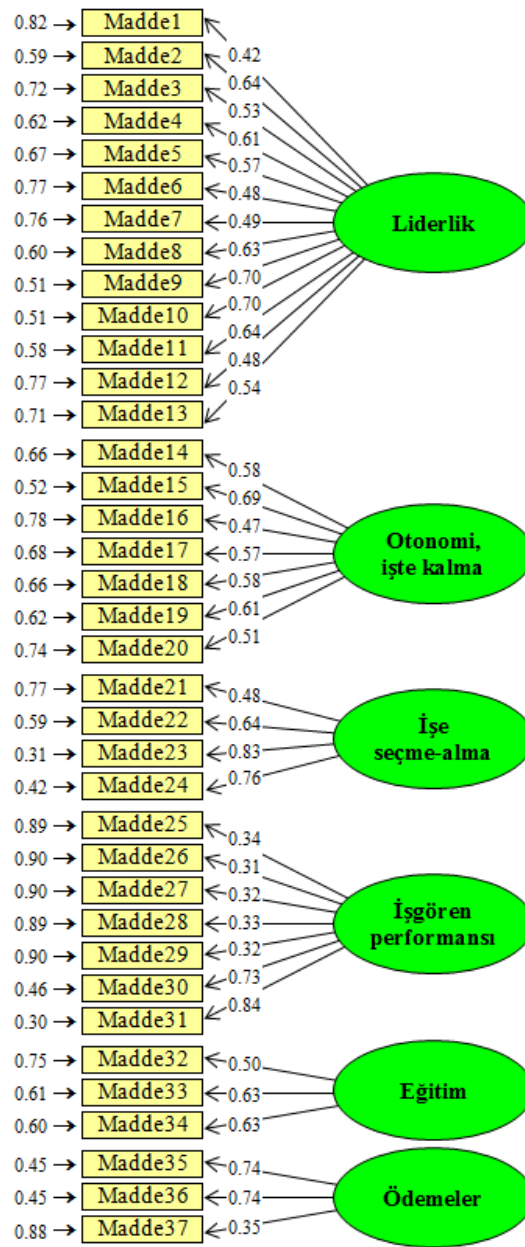 0.82 Madde1 0.42
0.59 Madde2 0.64
0.72 Madde3 0.53
0.62 Madde4 0.61
0.67 Madde5 0.57
0.77 Madde6 0.48
0.76 Madde7 0.49
0.60 Madde8 0.63
0.51 Madde9 0.70
0.51 Madde10 0.70
0.58 Madde11 0.64
0.77 Madde12 0.48
0.71 Madde13 0.54
Liderlik
0.66 Madde14 0.58
0.52 Madde15 0.69
0.78 Madde16 0.47
0.68 Madde17 0.57
0.66 Madde18 0.58
0.62 Madde19 0.61
0.74 Madde20 0.51
Otonomi,
işte kalma
0.77 Madde21 0.48
0.59 Madde22 0.64
0.31 Madde23 0.83
0.42 Madde24 0.76
İşe
seçme-alma
0.89 Madde25 0.34
0.90 Madde26 0.31
0.90 Madde27 0.32
0.89 Madde28 0.33
0.90 Madde29 0.32
0.46 Madde30 0.73
0.30 Madde31 0.84
İşgören
performansı
0.75 Madde32 0.50
0.61 Madde33 0.63
0.60 Madde34 0.63
Eğitim
0.45 Madde35 0.74
0.45 Madde36 0.74
0.88 Madde37 0.35
Ödemeler